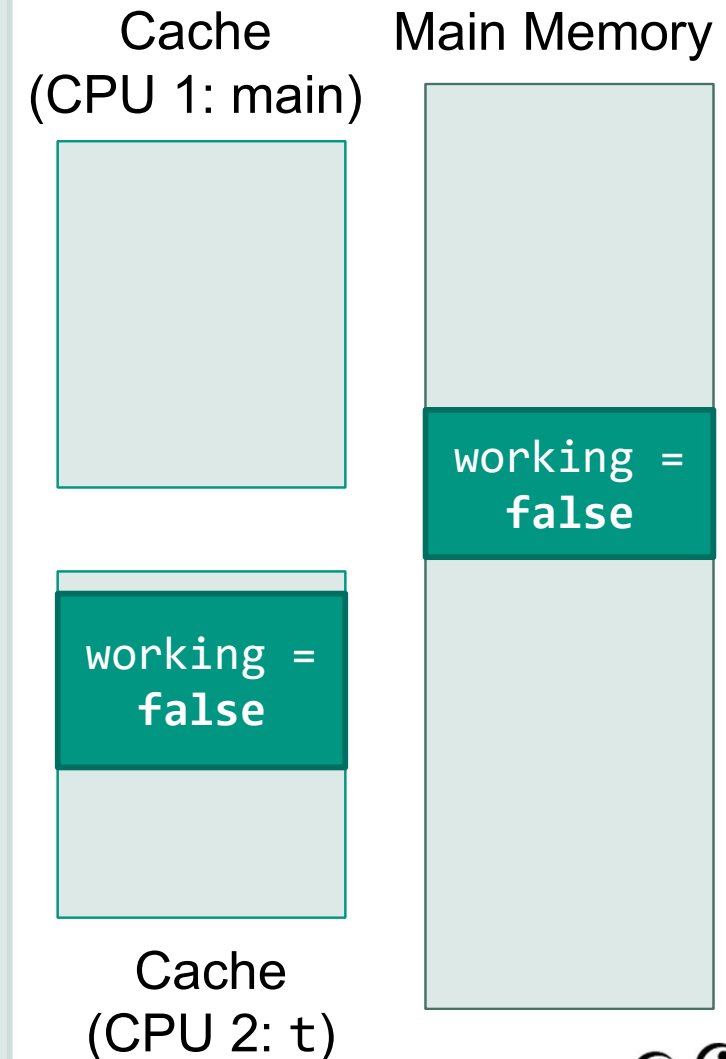 Cache
(CPU 1: main)
Main Memory
working =
false
working =
false
Cache
(CPU 2: t)